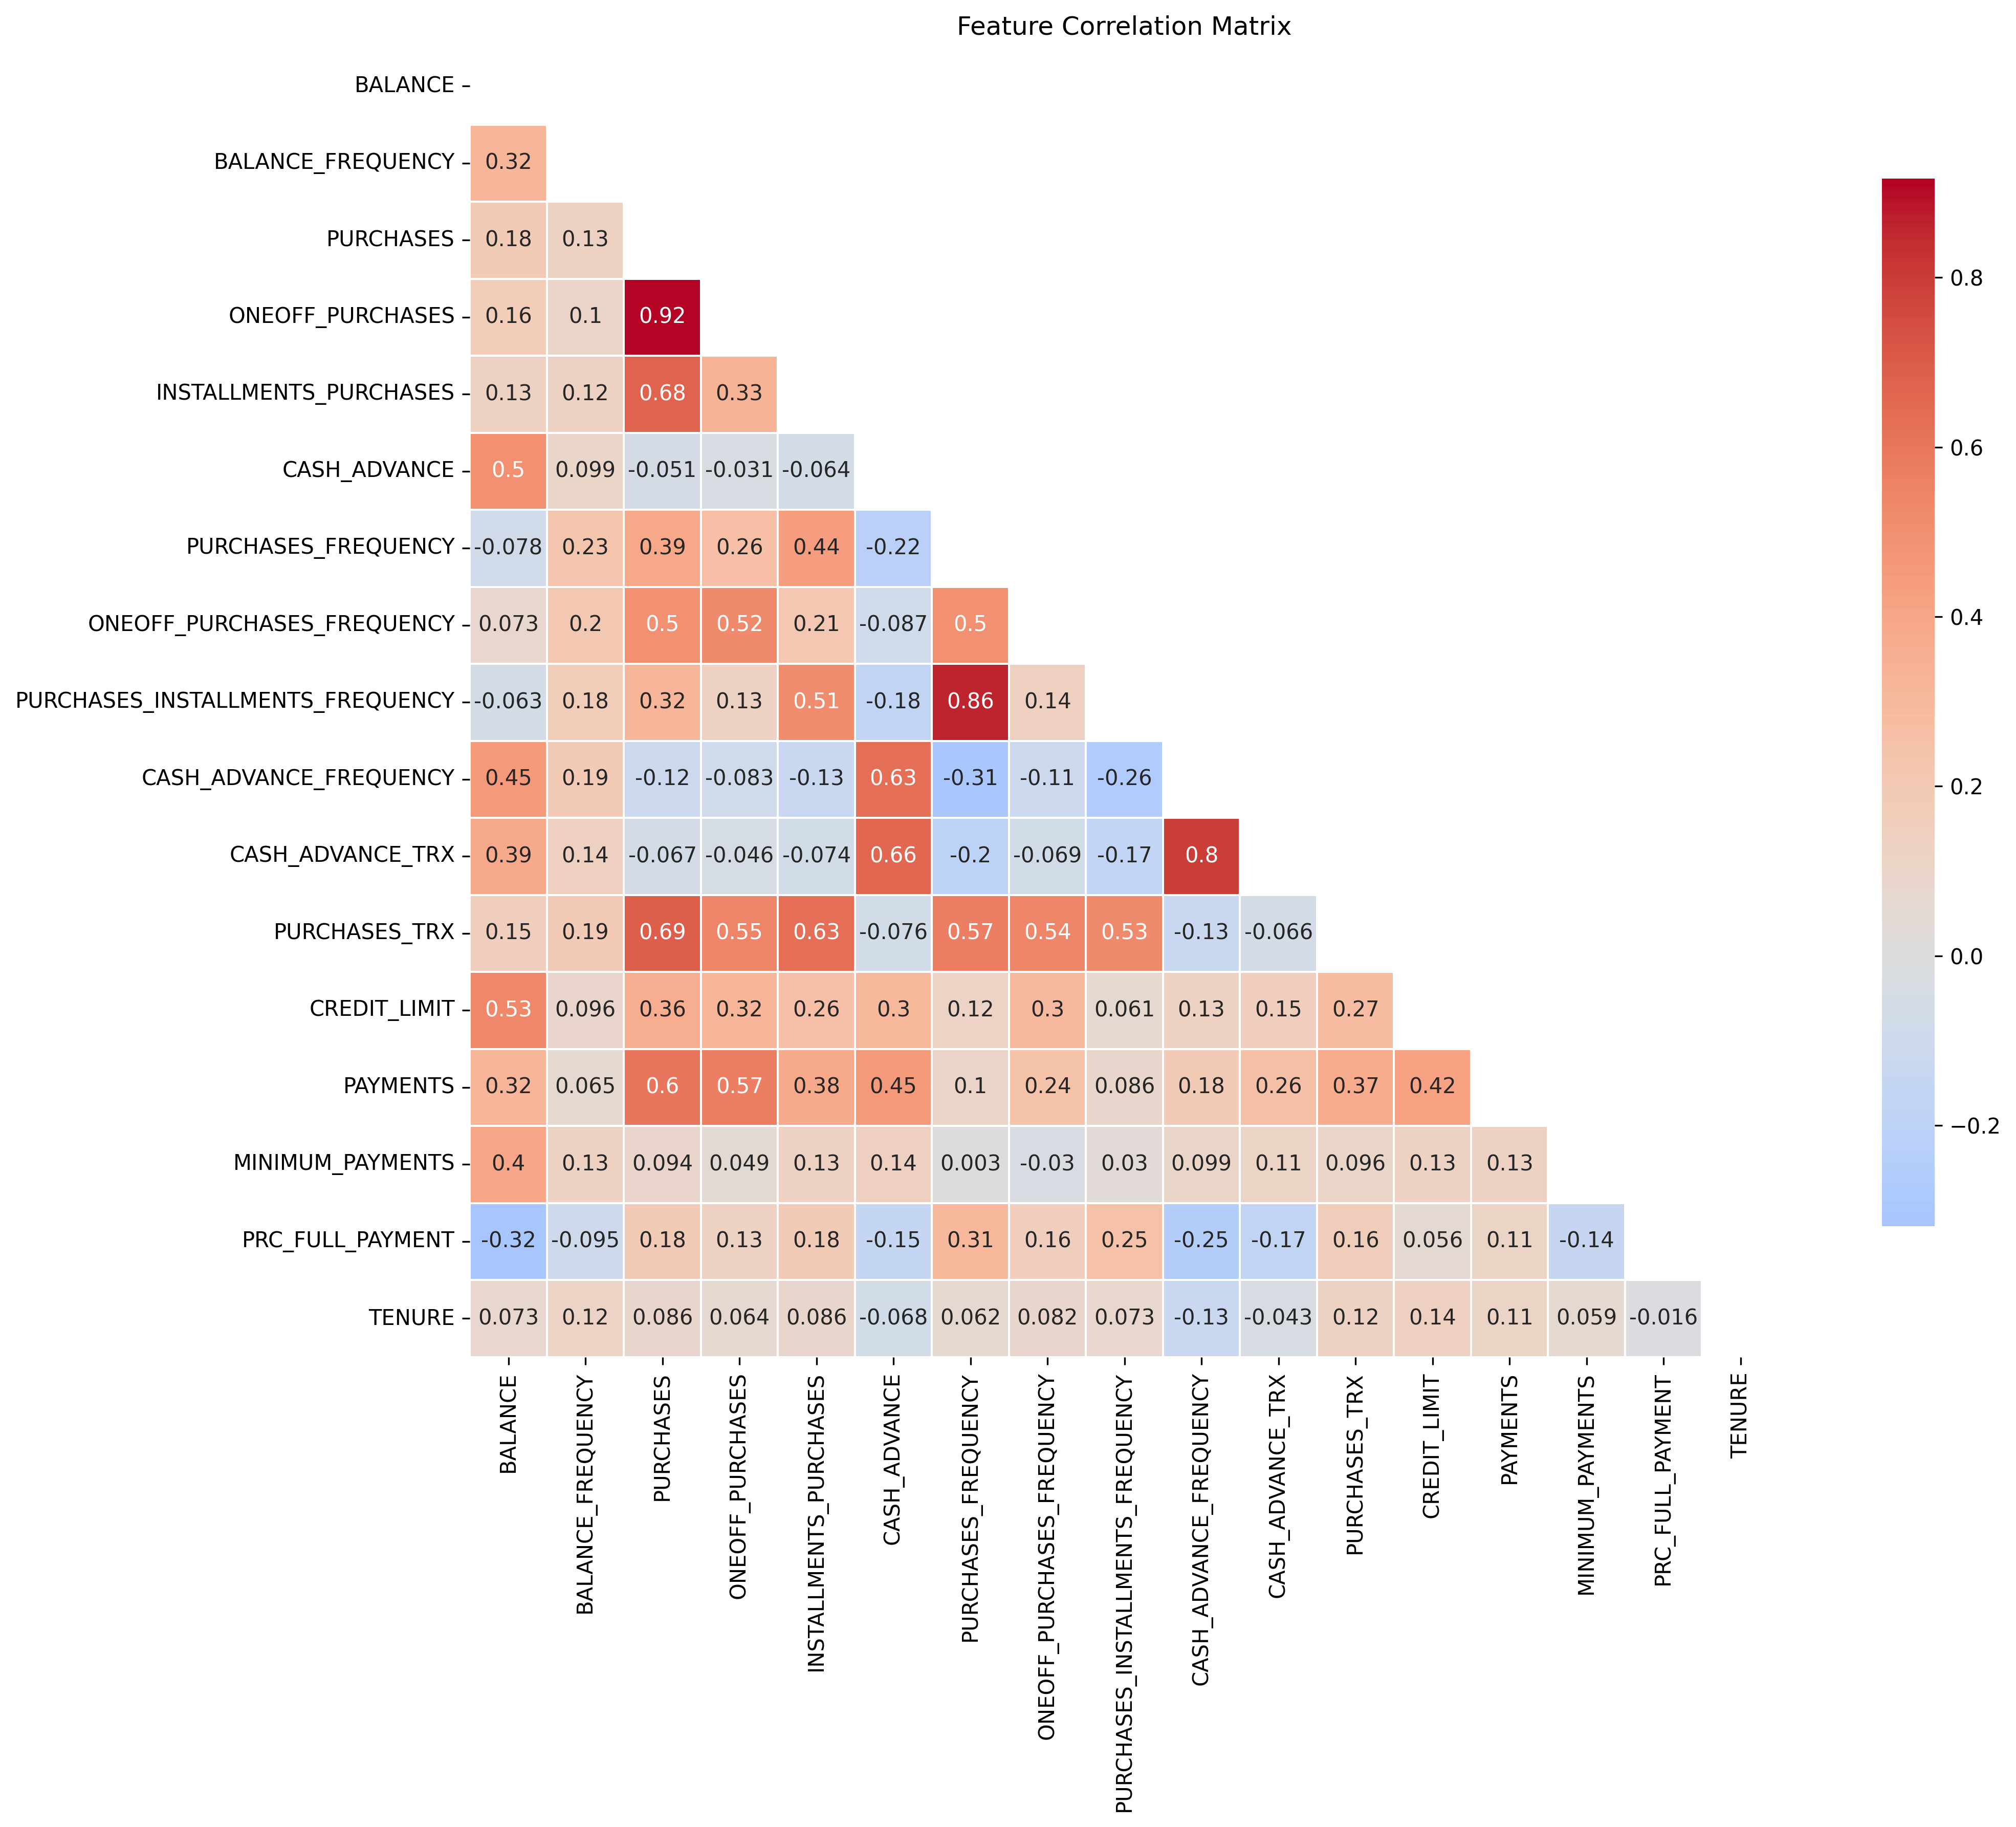 Feature Correlation Matrix
BALANCE
BALANCE_FREQUENCY 0.32
PURCHASES 0.18 0.13
0.8
ONEOFF_PURCHASES 0.16 0.1 0.92
INSTALLMENTS_PURCHASES 0.13 0.12 0.68 0.33
0.6
CASH_ADVANCE 0.5 0.099 -0.051 -0.031 -0.064
PURCHASES_FREQUENCY -0.078 0.23 0.39 0.26 0.44 -0.22
0.4
ONEOFF_PURCHASES_FREQUENCY 0.073 0.2 0.5 0.52 0.21 -0.087 0.5
PURCHASES_INSTALLMENTS_FREQUENCY -0.063 0.18 0.32 0.13 0.51 -0.18 0.86 0.14
CASH_ADVANCE_FREQUENCY 0.45 0.19 -0.12 -0.083 -0.13 0.63 -0.31 -0.11 -0.26
0.2
CASH_ADVANCE_TRX 0.39 0.14 -0.067 -0.046 -0.074 0.66 -0.2 -0.069 -0.17 0.8
PURCHASES_TRX 0.15 0.19 0.69 0.55 0.63 -0.076 0.57 0.54 0.53 -0.13 -0.066
0.0
CREDIT_LIMIT 0.53 0.096 0.36 0.32 0.26 0.3 0.12 0.3 0.061 0.13 0.15 0.27
PAYMENTS 0.32 0.065 0.6 0.57 0.38 0.45 0.1 0.24 0.086 0.18 0.26 0.37 0.42
−0.2
MINIMUM_PAYMENTS 0.4 0.13 0.094 0.049 0.13 0.14 0.003 -0.03 0.03 0.099 0.11 0.096 0.13 0.13
PRC_FULL_PAYMENT -0.32 -0.095 0.18 0.13 0.18 -0.15 0.31 0.16 0.25 -0.25 -0.17 0.16 0.056 0.11 -0.14
TENURE 0.073 0.12 0.086 0.064 0.086 -0.068 0.062 0.082 0.073 -0.13 -0.043 0.12 0.14 0.11 0.059 -0.016
BALANCE
BALANCE_FREQUENCY
PURCHASES
ONEOFF_PURCHASES
INSTALLMENTS_PURCHASES
CASH_ADVANCE
PURCHASES_FREQUENCY
ONEOFF_PURCHASES_FREQUENCY
PURCHASES_INSTALLMENTS_FREQUENCY
CASH_ADVANCE_FREQUENCY
CASH_ADVANCE_TRX
PURCHASES_TRX
CREDIT_LIMIT
PAYMENTS
MINIMUM_PAYMENTS
PRC_FULL_PAYMENT
TENURE